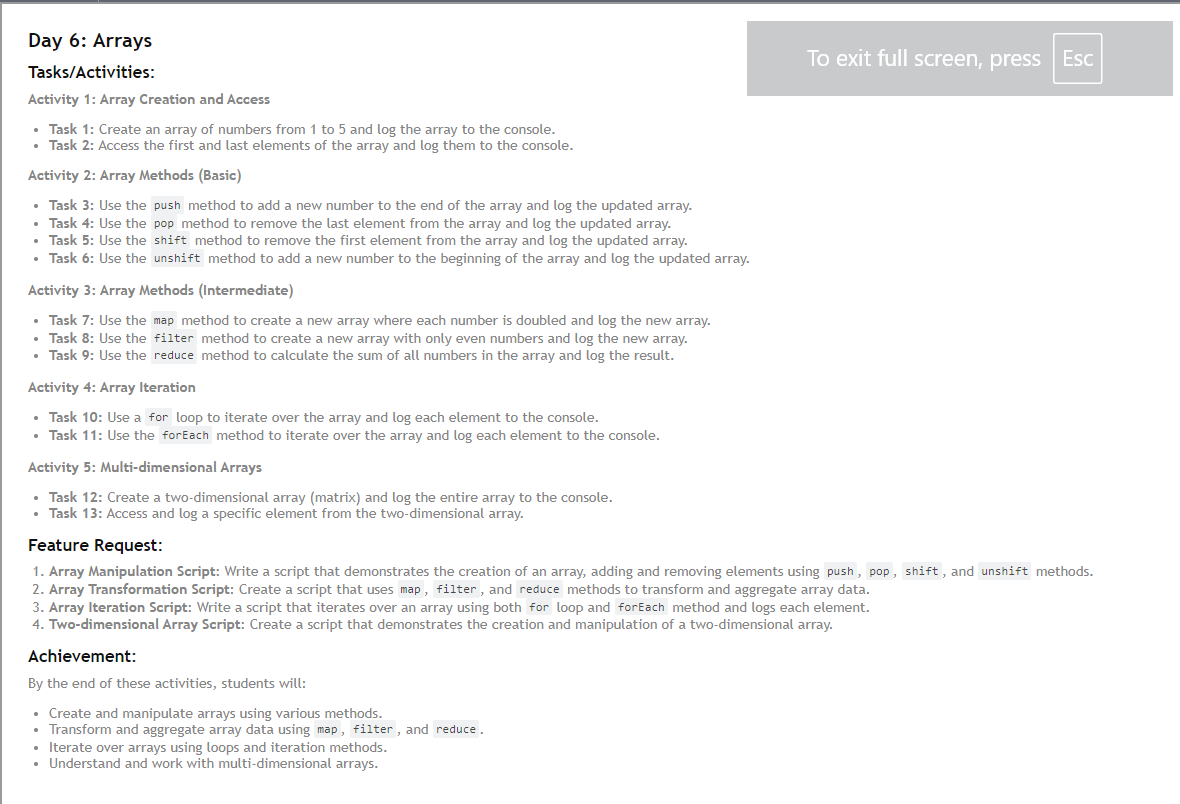 Day 6: Arrays
To exit full screen, press Esc
Tasks/Activities:
Activity 1: Array Creation and Access
• Task 1: Create an array of numbers from 1 to 5 and log the array to the console.
• Task 2: Access the first and last elements of the array and log them to the console.
Activity 2: Array Methods (Basic)
• Task 3: Use the push method to add a new number to the end of the array and log the updated array.
• Task 4: Use the pop method to remove the last element from the array and log the updated array.
• Task 5: Use the shift method to remove the first element from the array and log the updated array.
• Task 6: Use the unshift method to add a new number to the beginning of the array and log the updated array.
Activity 3: Array Methods (Intermediate)
• Task 7: Use the map method to create a new array where each number is doubled and log the new array.
• Task 8: Use the filter method to create a new array with only even numbers and log the new array.
• Task 9: Use the reduce method to calculate the sum of all numbers in the array and log the result.
Activity 4: Array Iteration
• Task 10: Use a for loop to iterate over the array and log each element to the console.
• Task 11: Use the forEach method to iterate over the array and log each element to the console.
Activity 5: Multi-dimensional Arrays
• Task 12: Create a two-dimensional array (matrix) and log the entire array to the console.
• Task 13: Access and log a specific element from the two-dimensional array.
Feature Request:
1. Array Manipulation Script: Write a script that demonstrates the creation of an array, adding and removing elements using push, pop, shift, and unshift methods.
2. Array Transformation Script: Create a script that uses map, filter, and reduce methods to transform and aggregate array data.
3. Array Iteration Script: Write a script that iterates over an array using both for loop and forEach method and logs each element.
4. Two-dimensional Array Script: Create a script that demonstrates the creation and manipulation of a two-dimensional array.
Achievement:
By the end of these activities, students will:
• Create and manipulate arrays using various methods.
• Transform and aggregate array data using map, filter, and reduce.
• Iterate over arrays using loops and iteration methods.
• Understand and work with multi-dimensional arrays.